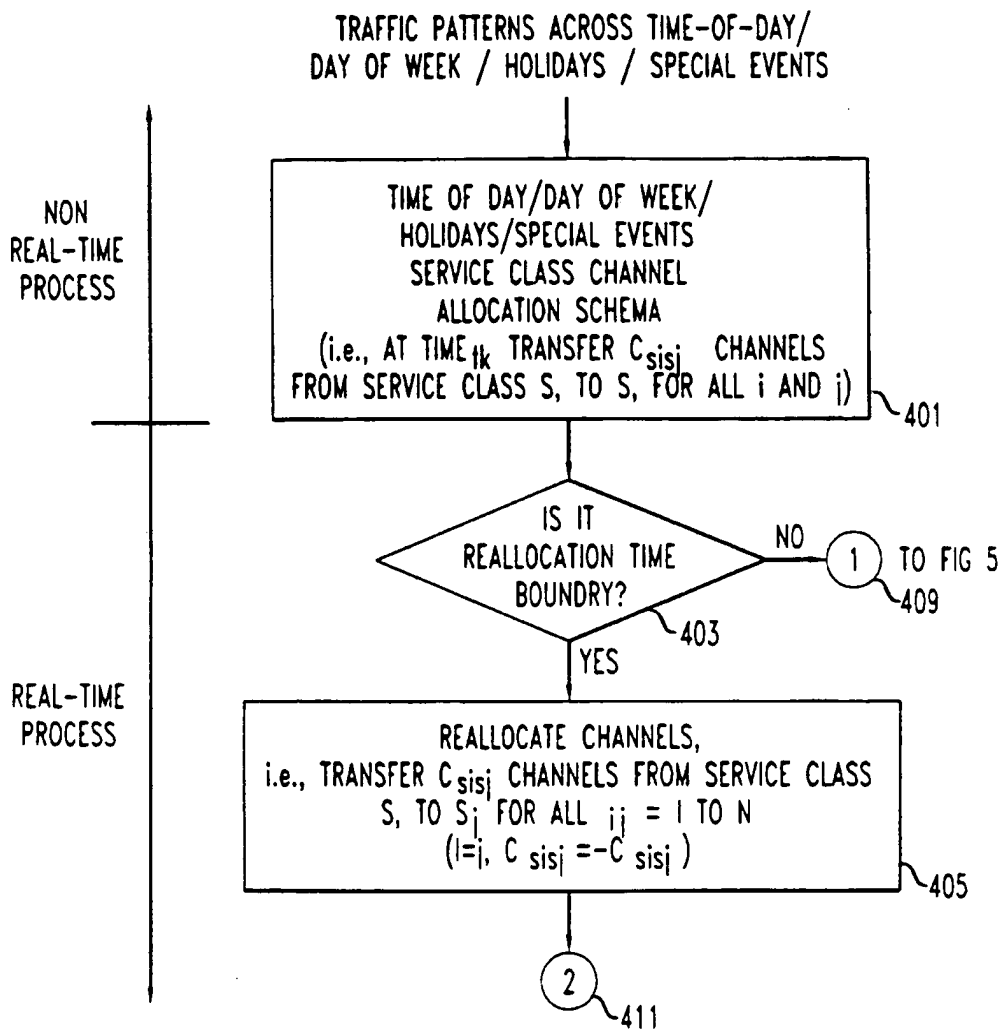 TRAFFIC PATTERNS ACROSS TIME-OF-DAY/
DAY OF WEEK / HOLIDAYS / SPECIAL EVENTS
NON
REAL-TIME
PROCESS
TIME OF DAY/DAY OF WEEK/
HOLIDAYS/SPECIAL EVENTS
SERVICE CLASS CHANNEL
ALLOCATION SCHEMA
(i.e., AT TIME tk TRANSFER C sisj CHANNELS
FROM SERVICE CLASS S, TO S, FOR ALL i AND j)
401
IS IT
REALLOCATION TIME
BOUNDRY?
403
NO
1
TO FIG 5
409
YES
REAL-TIME
PROCESS
REALLOCATE CHANNELS,
i.e., TRANSFER C sisj CHANNELS FROM SERVICE CLASS
S, TO Sj FOR ALL ij = I TO N
(I=j, C sisj =-C sisj )
405
2
411